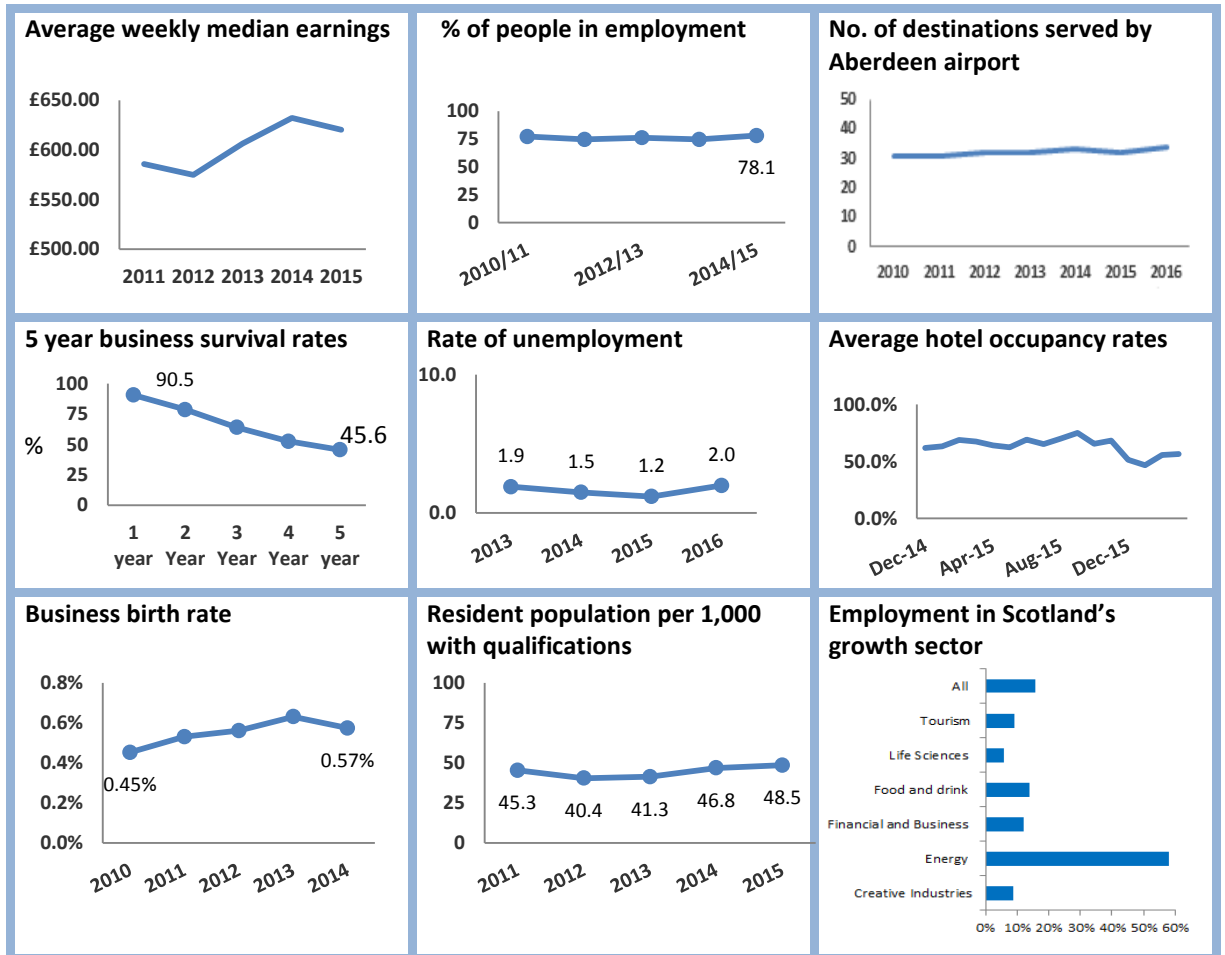 Average weekly median earnings
£650.00
£600.00
£550.00
£500.00
2011 2012 2013 2014 2015
% of people in employment
100
75
50
25
0
78.1
2010/11
2012/13
2014/15
No. of destinations served by
Aberdeen airport
50
40
30
20
10
0
2010 2011 2012 2013 2014 2015 2016
5 year business survival rates
%
100
75
50
25
0
90.5
45.6
1 2 3 4 5
year Year Year Year year
Rate of unemployment
10.0
0.0
1.9
1.5
1.2
2.0
2013
2014
2015
2016
Average hotel occupancy rates
100.0%
50.0%
0.0%
Dec-14
Apr-15
Aug-15
Dec-15
Business birth rate
0.8%
0.6%
0.4%
0.2%
0.0%
0.45%
0.57%
2010
2011
2012
2013
2014
Resident population per 1,000
with qualifications
100
75
50
25
0
45.3
40.4
41.3
46.8
48.5
2011
2012
2013
2014
2015
Employment in Scotland’s
growth sector
All
Tourism
Life Sciences
Food and drink
Financial and Business
Energy
Creative Industries
0% 10% 20% 30% 40% 50% 60%